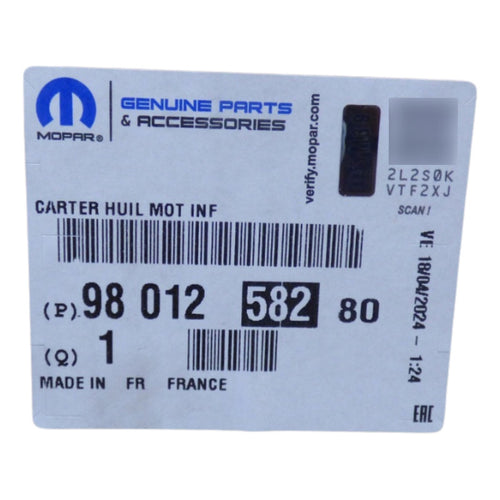 MOPAR®
GENUINE PARTS
& ACCESSORIES
verify.mopar.com
2L2S0K
VTF2XJ
SCAN!
CARTER HUIL MOT INF
(P) 98 012 582 80
(Q) 1
MADE IN FR FRANCE
VE 18/04/2024 - 1:24
EAC